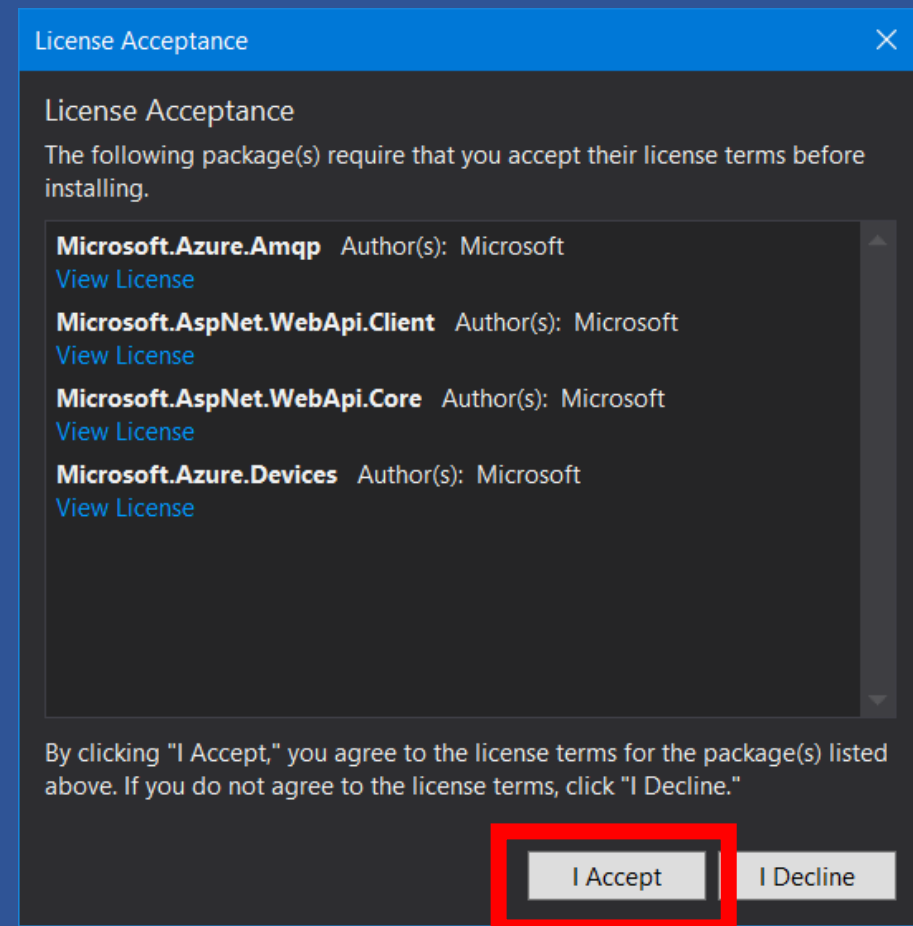 License Acceptance
License Acceptance
The following package(s) require that you accept their license terms before
installing.
Microsoft.Azure.Amqp Author(s): Microsoft
View License
Microsoft.AspNet.WebApi.Client Author(s): Microsoft
View License
Microsoft.AspNet.WebApi.Core Author(s): Microsoft
View License
Microsoft.Azure.Devices Author(s): Microsoft
View License
By clicking "I Accept," you agree to the license terms for the package(s) listed
above. If you do not agree to the license terms, click "I Decline."
I Accept I Decline